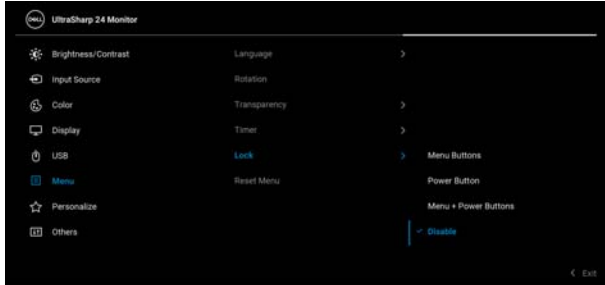 DELL UltraSharp 24 Monitor
Brightness/Contrast
Input Source
Color
Display
USB
Menu
Personalize
Others
Language
Rotation
Transparency
Timer
Lock
Reset Menu
Menu Buttons
Power Button
Menu + Power Buttons
Disable
Exit